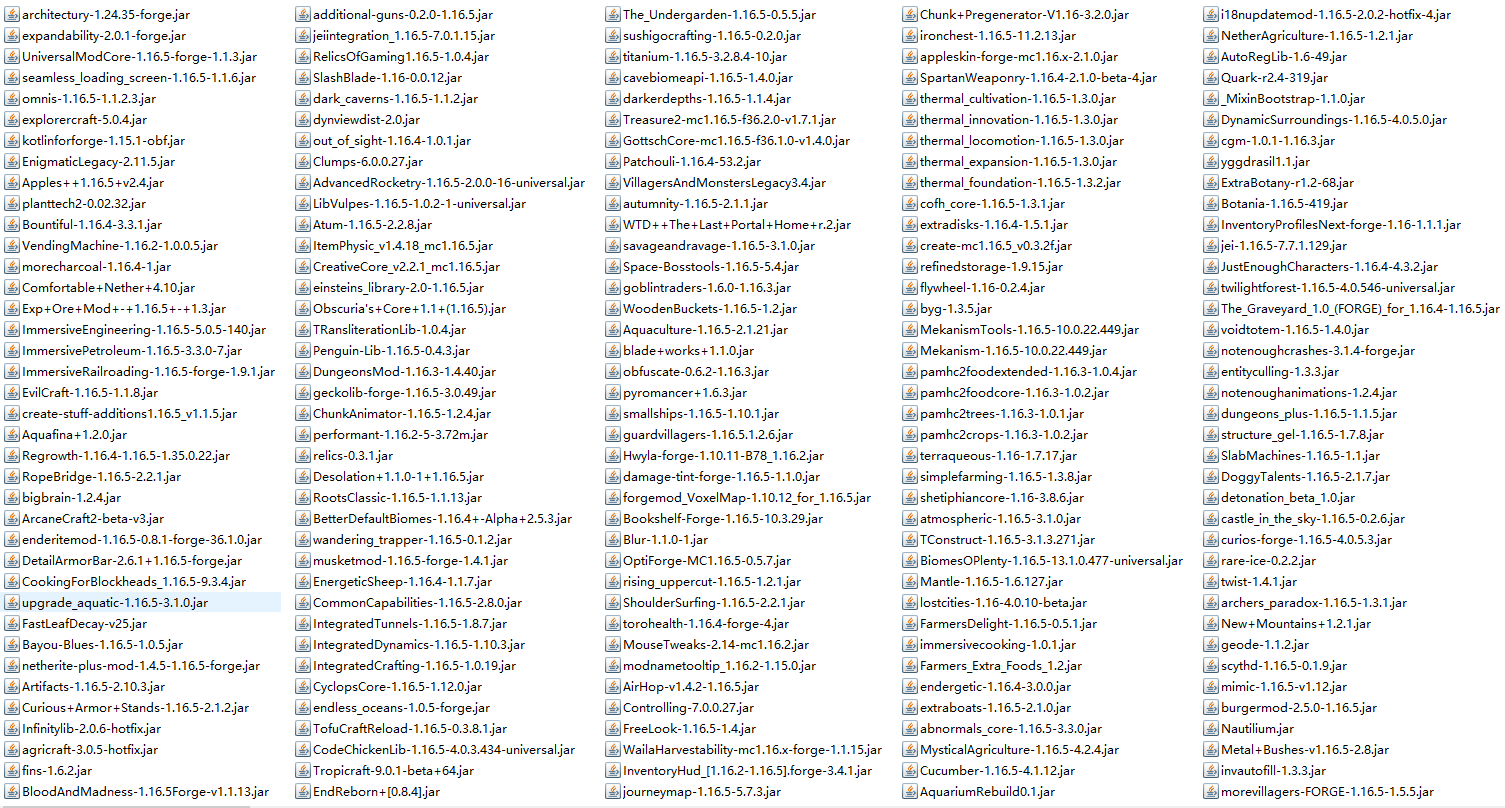 architectury-1.24.35-forge.jar
expandability-2.0.1-forge.jar
UniversalModCore-1.16.5-forge-1.1.3.jar
seamless_loading_screen-1.16.5-1.1.6.jar
omnis-1.16.5-1.1.2.3.jar
explorercraft-5.0.4.jar
kotlinforforge-1.15.1-obf.jar
EnigmaticLegacy-2.11.5.jar
Apples++1.16.5+v2.4.jar
planttech2-0.02.32.jar
Bountiful-1.16.4-3.3.1.jar
VendingMachine-1.16.2-1.0.0.5.jar
morecharcoal-1.16.4-1.jar
Comfortable+Nether+4.10.jar
Exp+Ore+Mod+-+1.16.5+-+1.3.jar
ImmersiveEngineering-1.16.5-5.0.5-140.jar
ImmersivePetroleum-1.16.5-3.3.0-7.jar
ImmersiveRailroading-1.16.5-forge-1.9.1.jar
EvilCraft-1.16.5-1.1.8.jar
create-stuff-additions1.16.5_v1.1.5.jar
Aquafina+1.2.0.jar
Regrowth-1.16.4-1.16.5-1.35.0.22.jar
RopeBridge-1.16.5-2.2.1.jar
bigbrain-1.2.4.jar
ArcaneCraft2-beta-v3.jar
enderitemod-1.16.5-0.8.1-forge-36.1.0.jar
DetailArmorBar-2.6.1+1.16.5-forge.jar
CookingForBlockheads_1.16.5-9.3.4.jar
upgrade_aquatic-1.16.5-3.1.0.jar
FastLeafDecay-v25.jar
Bayou-Blues-1.16.5-1.0.5.jar
netherite-plus-mod-1.4.5-1.16.5-forge.jar
Artifacts-1.16.5-2.10.3.jar
Curious+Armor+Stands-1.16.5-2.1.2.jar
Infinitylib-2.0.6-hotfix.jar
agricraft-3.0.5-hotfix.jar
fins-1.6.2.jar
BloodAndMadness-1.16.5Forge-v1.1.13.jar
additional-guns-0.2.0-1.16.5.jar
jeiintegration_1.16.5-7.0.1.15.jar
RelicsOfGaming1.16.5-1.0.4.jar
SlashBlade-1.16-0.0.12.jar
dark_caverns-1.16.5-1.1.2.jar
dynviewdist-2.0.jar
out_of_sight-1.16.4-1.0.1.jar
Clumps-6.0.0.27.jar
AdvancedRocketry-1.16.5-2.0.0-16-universal.jar
LibVulpes-1.16.5-1.0.2-1-universal.jar
Atum-1.16.5-2.2.8.jar
ItemPhysic_v1.4.18_mc1.16.5.jar
CreativeCore_v2.2.1_mc1.16.5.jar
einsteins_library-2.0-1.16.5.jar
Obscuria's+Core+1.1+(1.16.5).jar
TRansliterationLib-1.0.4.jar
Penguin-Lib-1.16.5-0.4.3.jar
DungeonsMod-1.16.3-1.4.40.jar
geckolib-forge-1.16.5-3.0.49.jar
ChunkAnimator-1.16.5-1.2.4.jar
performant-1.16.2-5-3.72m.jar
relics-0.3.1.jar
Desolation+1.1.0-1+1.16.5.jar
RootsClassic-1.16.5-1.1.13.jar
BetterDefaultBiomes-1.16.4+-Alpha+2.5.3.jar
wandering_trapper-1.16.5-0.1.2.jar
musketmod-1.16.5-forge-1.4.1.jar
EnergeticSheep-1.16.4-1.1.7.jar
CommonCapabilities-1.16.5-2.8.0.jar
IntegratedTunnels-1.16.5-1.8.7.jar
IntegratedDynamics-1.16.5-1.10.3.jar
IntegratedCrafting-1.16.5-1.0.19.jar
CyclopsCore-1.16.5-1.12.0.jar
endless_oceans-1.0.5-forge.jar
TofuCraftReload-1.16.5-0.3.8.1.jar
CodeChickenLib-1.16.5-4.0.3.434-universal.jar
Tropicraft-9.0.1-beta+64.jar
EndReborn+[0.8.4].jar
The_Undergarden-1.16.5-0.5.5.jar
sushigocrafting-1.16.5-0.2.0.jar
titanium-1.16.5-3.2.8.4-10.jar
cavebiomeapi-1.16.5-1.4.0.jar
darkerdepths-1.16.5-1.1.4.jar
Treasure2-mc1.16.5-f36.2.0-v1.7.1.jar
GottschCore-mc1.16.5-f36.1.0-v1.4.0.jar
Patchouli-1.16.4-53.2.jar
VillagersAndMonstersLegacy3.4.jar
autumnity-1.16.5-2.1.1.jar
WTD++The+Last+Portal+Home+r.2.jar
savageandravage-1.16.5-3.1.0.jar
Space-Bosstools-1.16.5-5.4.jar
goblintraders-1.6.0-1.16.3.jar
WoodenBuckets-1.16.5-1.2.jar
Aquaculture-1.16.5-2.1.21.jar
blade+works+1.1.0.jar
obfuscate-0.6.2-1.16.3.jar
pyromancer+1.6.3.jar
smallships-1.16.5-1.10.1.jar
guardvillagers-1.16.5.1.2.6.jar
Hwyla-forge-1.10.11-B78_1.16.2.jar
damage-tint-forge-1.16.5-1.1.0.jar
forgemod_VoxelMap-1.10.12_for_1.16.5.jar
Bookshelf-Forge-1.16.5-10.3.29.jar
Blur-1.1.0-1.jar
OptiForge-MC1.16.5-0.5.7.jar
rising_uppercut-1.16.5-1.2.1.jar
ShoulderSurfing-1.16.5-2.2.1.jar
torohealth-1.16.4-forge-4.jar
MouseTweaks-2.14-mc1.16.2.jar
modnametooltip_1.16.2-1.15.0.jar
AirHop-v1.4.2-1.16.5.jar
Controlling-7.0.0.27.jar
FreeLook-1.16.5-1.4.jar
WailaHarvestability-mc1.16.x-forge-1.1.15.jar
InventoryHud_[1.16.2-1.16.5].forge-3.4.1.jar
journeymap-1.16.5-5.7.3.jar
Chunk+Pregenerator-V1.16-3.2.0.jar
ironchest-1.16.5-11.2.13.jar
appleskin-forge-mc1.16.x-2.1.0.jar
SpartanWeaponry-1.16.4-2.1.0-beta-4.jar
thermal_cultivation-1.16.5-1.3.0.jar
thermal_innovation-1.16.5-1.3.0.jar
thermal_locomotion-1.16.5-1.3.0.jar
thermal_expansion-1.16.5-1.3.0.jar
thermal_foundation-1.16.5-1.3.2.jar
cofh_core-1.16.5-1.3.1.jar
extradisks-1.16.4-1.5.1.jar
create-mc1.16.5_v0.3.2f.jar
refinedstorage-1.9.15.jar
flywheel-1.16-0.2.4.jar
byg-1.3.5.jar
MekanismTools-1.16.5-10.0.22.449.jar
Mekanism-1.16.5-10.0.22.449.jar
pamhc2foodextended-1.16.3-1.0.4.jar
pamhc2foodcore-1.16.3-1.0.2.jar
pamhc2trees-1.16.3-1.0.1.jar
pamhc2crops-1.16.3-1.0.2.jar
terraqueous-1.16-1.7.17.jar
simplefarming-1.16.5-1.3.8.jar
shetiphiancore-1.16-3.8.6.jar
atmospheric-1.16.5-3.1.0.jar
TConstruct-1.16.5-3.1.3.271.jar
BiomesOPlenty-1.16.5-13.1.0.477-universal.jar
Mantle-1.16.5-1.6.127.jar
lostcities-1.16-4.0.10-beta.jar
FarmersDelight-1.16.5-0.5.1.jar
immersivecooking-1.0.1.jar
Farmers_Extra_Foods_1.2.jar
endergetic-1.16.4-3.0.0.jar
extraboats-1.16.5-2.1.0.jar
abnormals_core-1.16.5-3.3.0.jar
MysticalAgriculture-1.16.5-4.2.4.jar
Cucumber-1.16.5-4.1.12.jar
AquariumRebuild0.1.jar
i18nupdatemod-1.16.5-2.0.2-hotfix-4.jar
NetherAgriculture-1.16.5-1.2.1.jar
AutoRegLib-1.6-49.jar
Quark-r2.4-319.jar
_MixinBootstrap-1.1.0.jar
DynamicSurroundings-1.16.5-4.0.5.0.jar
cgm-1.0.1-1.16.3.jar
yggdrasil1.1.jar
ExtraBotany-r1.2-68.jar
Botania-1.16.5-419.jar
InventoryProfilesNext-forge-1.16-1.1.1.jar
jei-1.16.5-7.7.1.129.jar
JustEnoughCharacters-1.16.4-4.3.2.jar
twilightforest-1.16.5-4.0.546-universal.jar
The_Graveyard_1.0_(FORGE)_for_1.16.4-1.16.5.jar
voidtotem-1.16.5-1.4.0.jar
notenoughcrashes-3.1.4-forge.jar
entityculling-1.3.3.jar
notenoughanimations-1.2.4.jar
dungeons_plus-1.16.5-1.1.5.jar
structure_gel-1.16.5-1.7.8.jar
SlabMachines-1.16.5-1.1.jar
DoggyTalents-1.16.5-2.1.7.jar
detonation_beta_1.0.jar
castle_in_the_sky-1.16.5-0.2.6.jar
curios-forge-1.16.5-4.0.5.3.jar
rare-ice-0.2.2.jar
twist-1.4.1.jar
archers_paradox-1.16.5-1.3.1.jar
New+Mountains+1.2.1.jar
geode-1.1.2.jar
scythd-1.16.5-0.1.9.jar
mimic-1.16.5-v1.12.jar
burgermod-2.5.0-1.16.5.jar
Nautilium.jar
Metal+Bushes-v1.16.5-2.8.jar
invautofill-1.3.3.jar
morevillagers-FORGE-1.16.5-1.5.5.jar